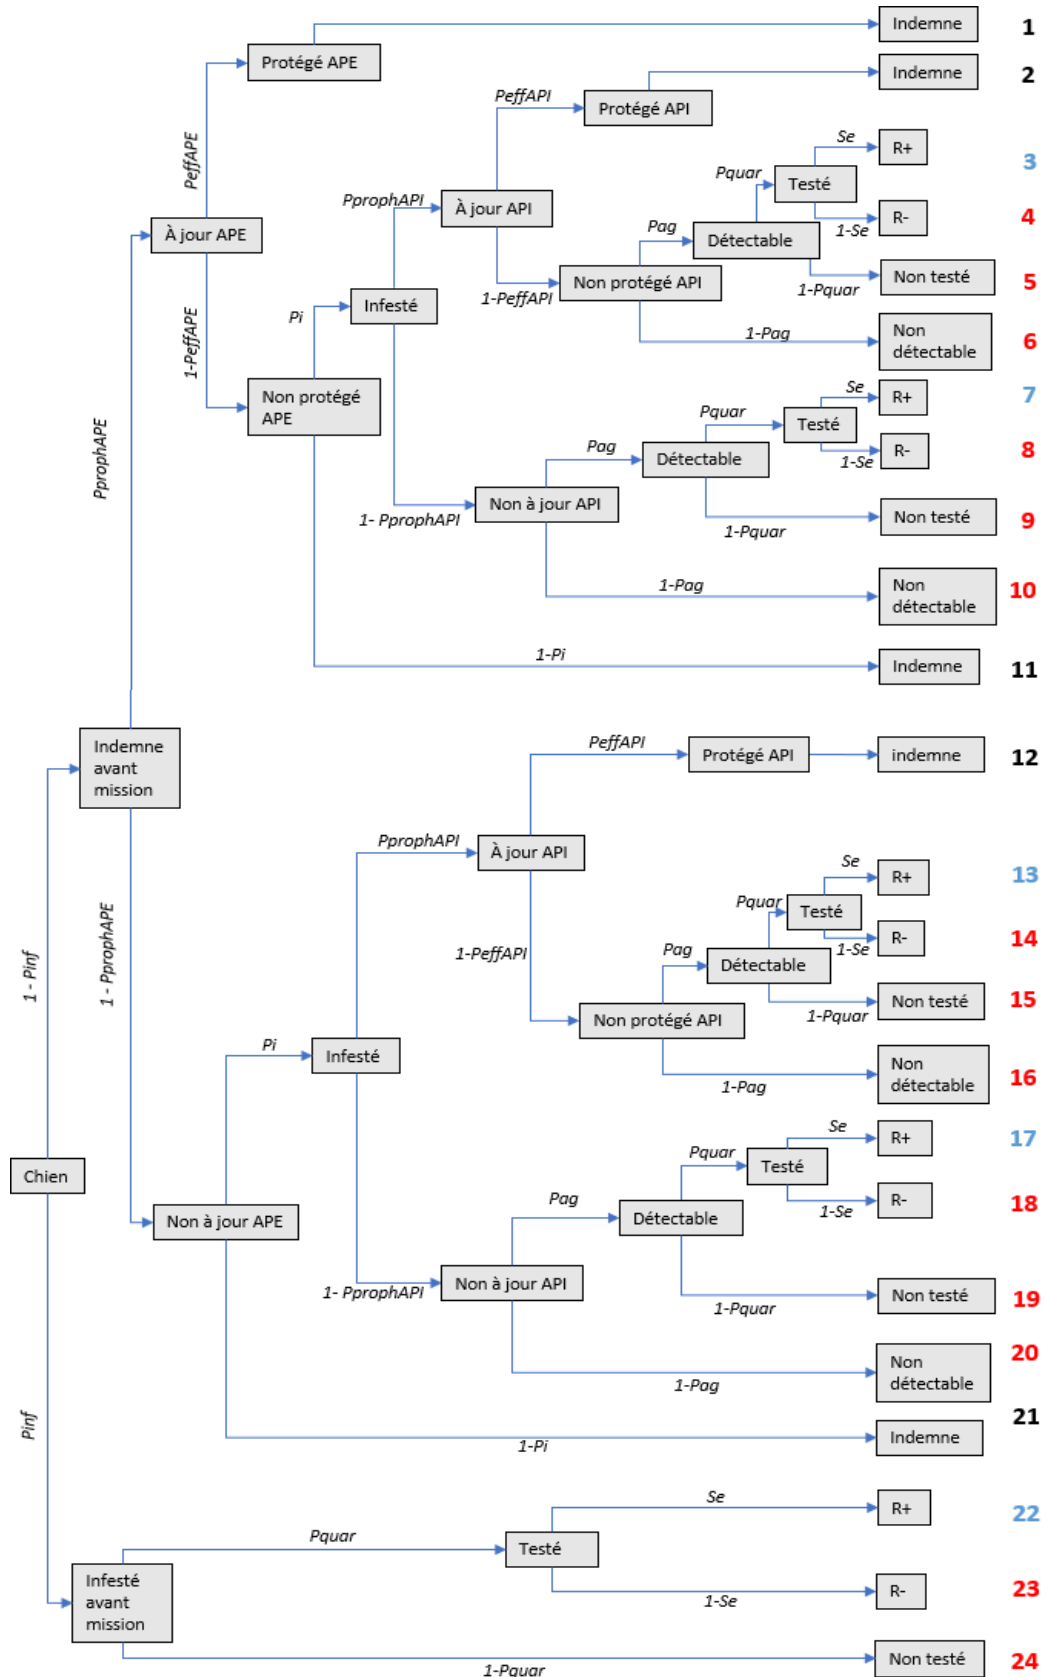 Indemne
1
Protégé APE
Indemne
2
PeffAPI
Protégé API
PeffAPE
Se
R+
3
Pquar
Testé
PprophAPI
À jour API
R-
4
1-Se
À jour APE
Pag
Détectable
Non protégé API
Non testé
5
1-PeffAPI
1-Pquar
Pi
Infesté
1-PeffAPE
1-Pag
Non
détectable
6
Non protégé
APE
Se
R+
7
Pquar
Testé
PprophAPE
Pag
Détectable
R-
8
1-Se
Non à jour API
1- PprophAPI
Non testé
9
1-Pquar
1-Pag
Non
détectable
10
1-Pi
Indemne
11
Indemne
avant
mission
PeffAPI
Protégé API
indemne
12
PprophAPI
À jour API
Se
R+
13
Pquar
Testé
1 - Pinf
1 - PprophAPE
1-PeffAPI
R-
14
1-Se
Pag
Détectable
Non testé
15
Non protégé API
1-Pquar
Pi
Infesté
Non
détectable
16
1-Pag
Se
R+
17
Pquar
Testé
Chien
Pag
R-
18
1-Se
Non à jour APE
Détectable
Non à jour API
1- PprophAPI
Non testé
19
1-Pquar
Non
détectable
20
1-Pag
Pinf
21
1-Pi
Indemne
Se
R+
22
Pquar
Testé
Infesté
avant
mission
R-
23
1-Se
Non testé
24
1-Pquar